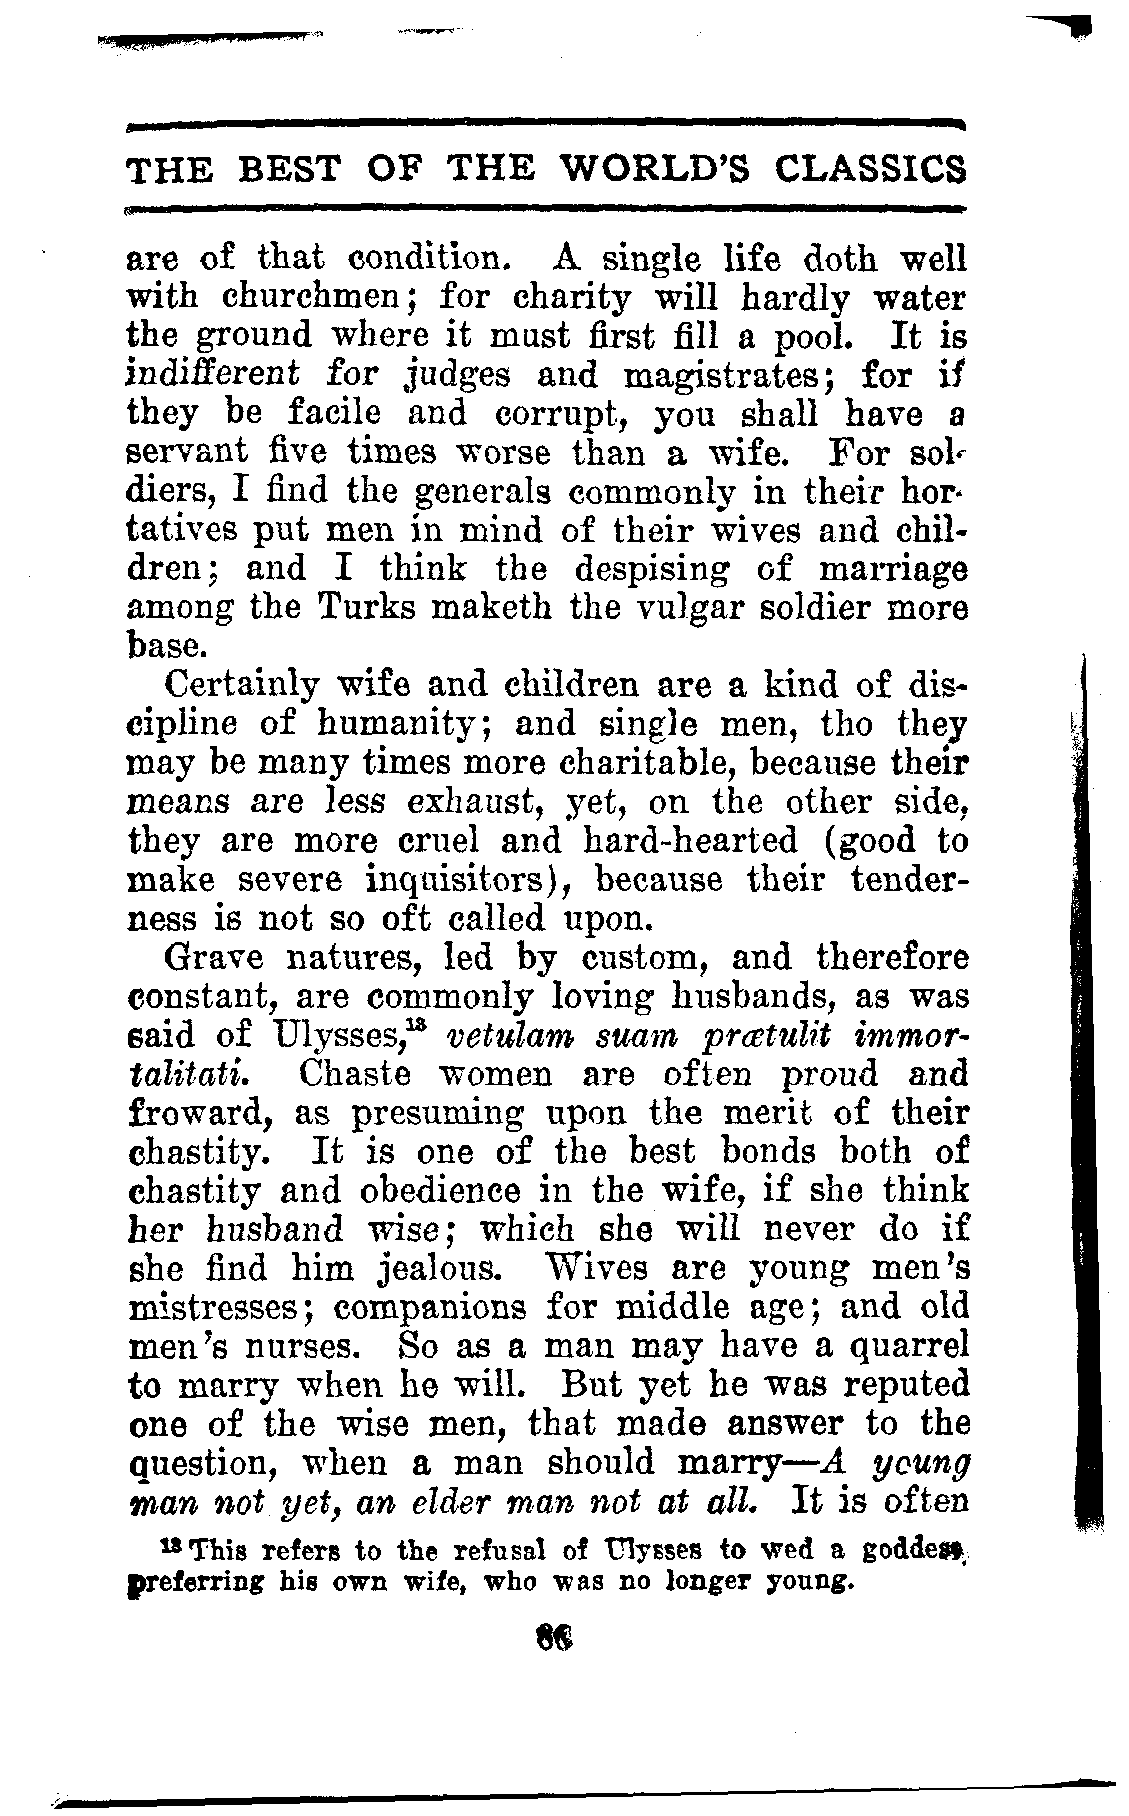 THE BEST OF THE WORLD'S CLASSICS
are of that condition. A single life doth well
with churchmen; for charity will hardly water
the ground where it must first fill a pool. It is
indifferent for judges and magistrates; for if
they be facile and corrupt, you shall have a
servant five times worse than a wife. For sol-
diers, I find the generals commonly in their hor-
tatives put men in mind of their wives and chil-
dren; and I think the despising of marriage
among the Turks maketh the vulgar soldier more
base.
Certainly wife and children are a kind of dis-
cipline of humanity; and single men, tho they
may be many times more charitable, because their
means are less exhaust, yet, on the other side,
they are more cruel and hard-hearted (good to
make severe inquisitors), because their tender-
ness is not so oft called upon.
Grave natures, led by custom, and therefore
constant, are commonly loving husbands, as was
said of Ulysses,¹³ vetulam suam prætulit immor-
talitati. Chaste women are often proud and
froward, as presuming upon the merit of their
chastity. It is one of the best bonds both of
chastity and obedience in the wife, if she think
her husband wise; which she will never do if
she find him jealous. Wives are young men's
mistresses; companions for middle age; and old
men's nurses. So as a man may have a quarrel
to marry when he will. But yet he was reputed
one of the wise men, that made answer to the
question, when a man should marry—A young
man not yet, an elder man not at all. It is often
¹³ This refers to the refusal of Ulysses to wed a goddess,
preferring his own wife, who was no longer young.